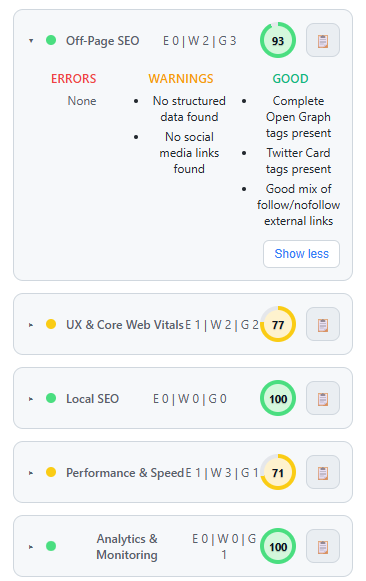 Off-Page SEO E 0 | W 2 | G 3 93
ERRORS WARNINGS GOOD
None
No structured
data found
No social
media links
found
Complete
Open Graph
tags present
Twitter Card
tags present
Good mix of
follow/nofollow
external links
Show less
UX & Core Web Vitals E 1 | W 2 | G 2 77
Local SEO E 0 | W 0 | G 0 100
Performance & Speed E 1 | W 3 | G 1 71
Analytics &
Monitoring
E 0 | W 0 | G
1
100